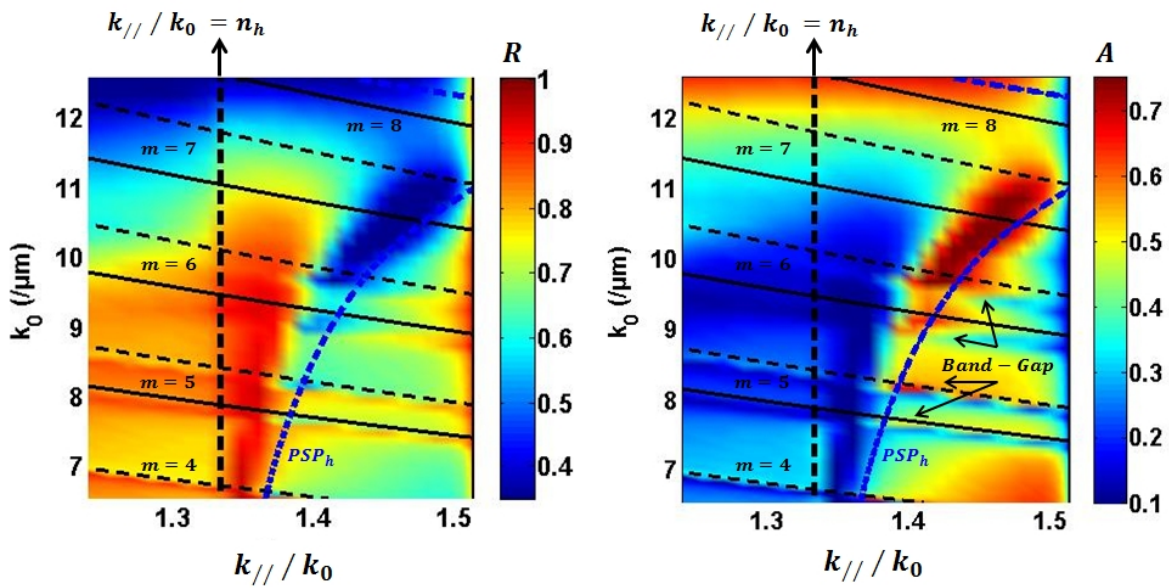 k// / k0 = nh
R
1
0.9
0.8
0.7
0.6
0.5
0.4
12
11
10
9
8
7
k0 (/μm)
m = 8
m = 7
m = 6
m = 5
m = 4
PSPh
1.3
1.4
1.5
k// / k0
k// / k0 = nh
A
0.7
0.6
0.5
0.4
0.3
0.2
0.1
12
11
10
9
8
7
k0 (/μm)
m = 8
m = 7
m = 6
m = 5
m = 4
Band - Gap
PSPh
1.3
1.4
1.5
k// / k0